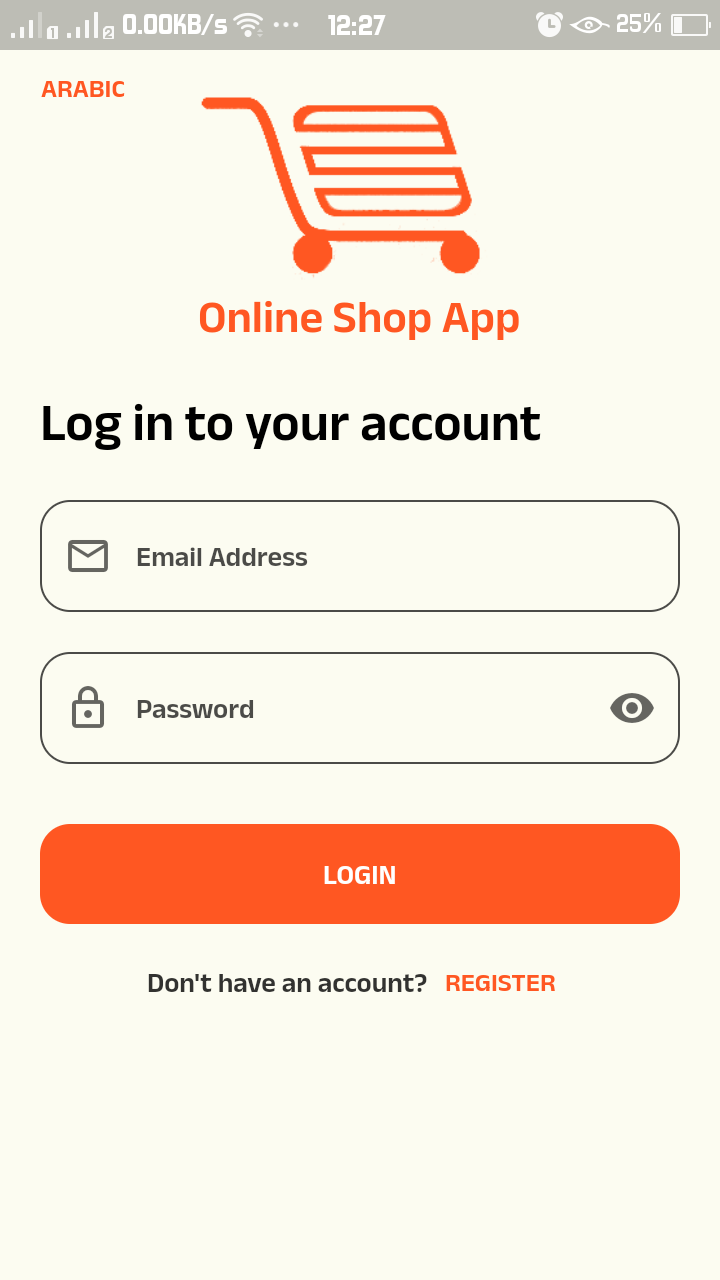 1 2 0.00KB/s ... 12:27 25%
ARABIC
Online Shop App
Log in to your account
Email Address
Password
LOGIN
Don't have an account? REGISTER